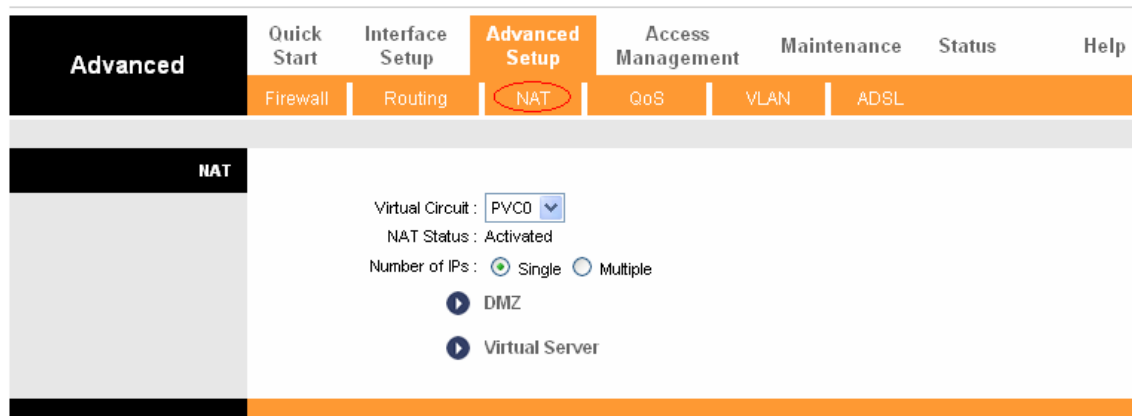 Advanced
Quick Start
Interface Setup
Advanced Setup
Access Management
Maintenance
Status
Help
Firewall
Routing
NAT
QoS
VLAN
ADSL
NAT
Virtual Circuit : PVC0
NAT Status : Activated
Number of IPs : Single Multiple
DMZ
Virtual Server